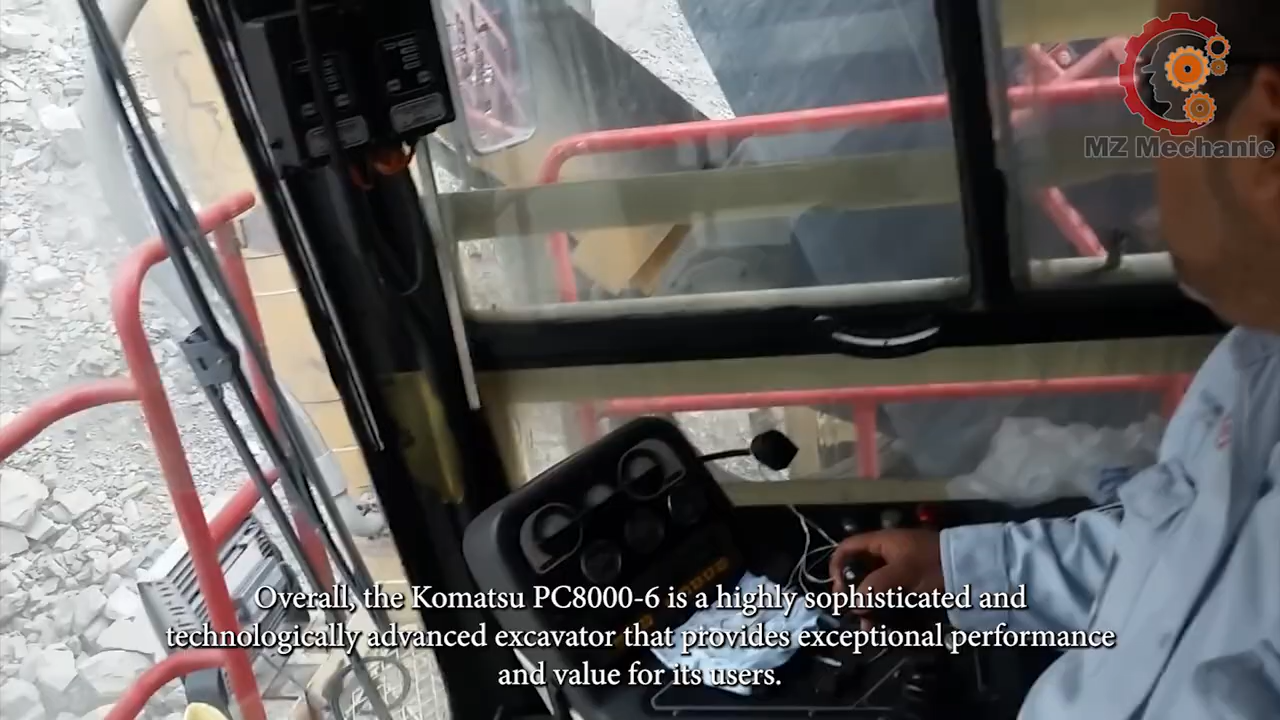 MZ Mechanic
Overall, the Komatsu PC8000-6 is a highly sophisticated and
technologically advanced excavator that provides exceptional performance
and value for its users.